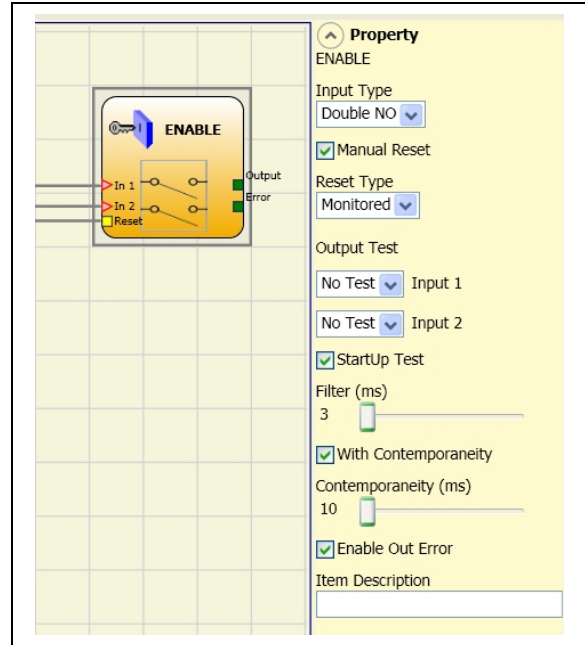 ENABLE
In 1
In 2
Reset
Output
Error
Property
ENABLE
Input Type
Double NO
Manual Reset
Reset Type
Monitored
Output Test
No Test Input 1
No Test Input 2
StartUp Test
Filter (ms)
3
With Contemporaneity
Contemporaneity (ms)
10
Enable Out Error
Item Description